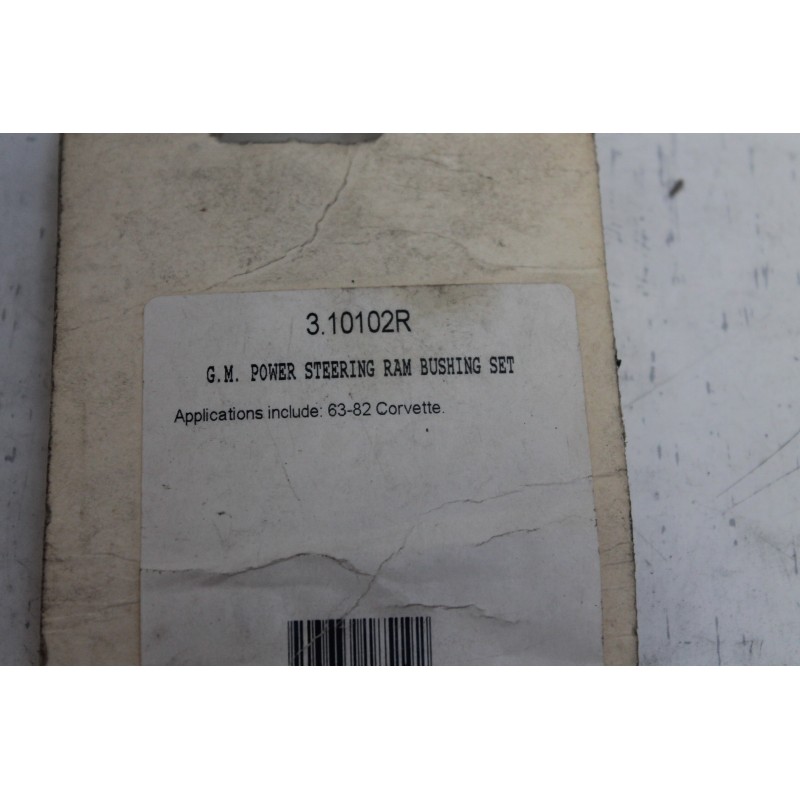 3.10102R
G.M. POWER STEERING RAM BUSHING SET
Applications include: 63-82 Corvette.